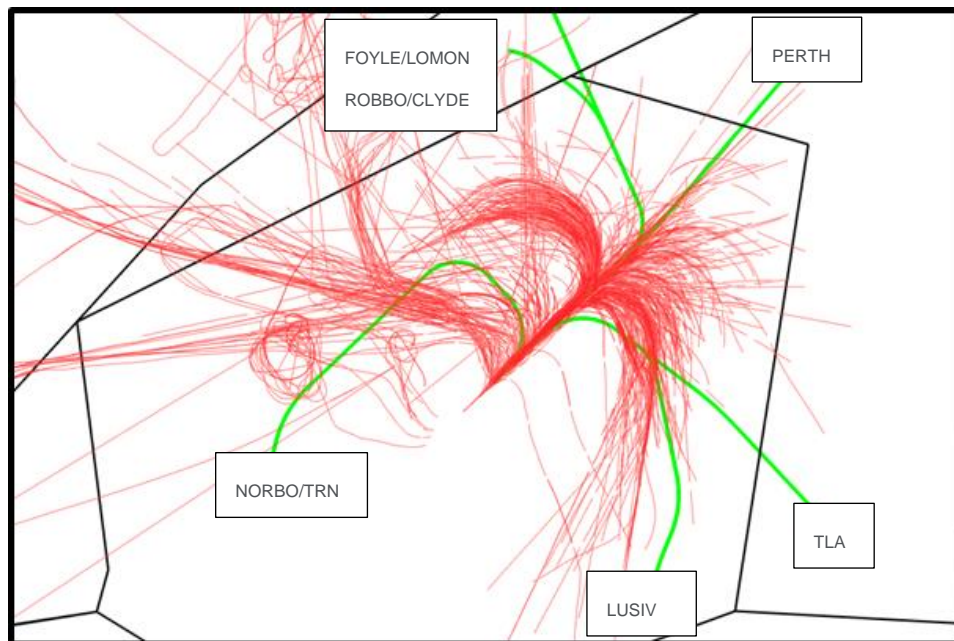 FOYLE/LOMON
ROBBO/CLYDE
PERTH
NORBO/TRN
TLA
LUSIV